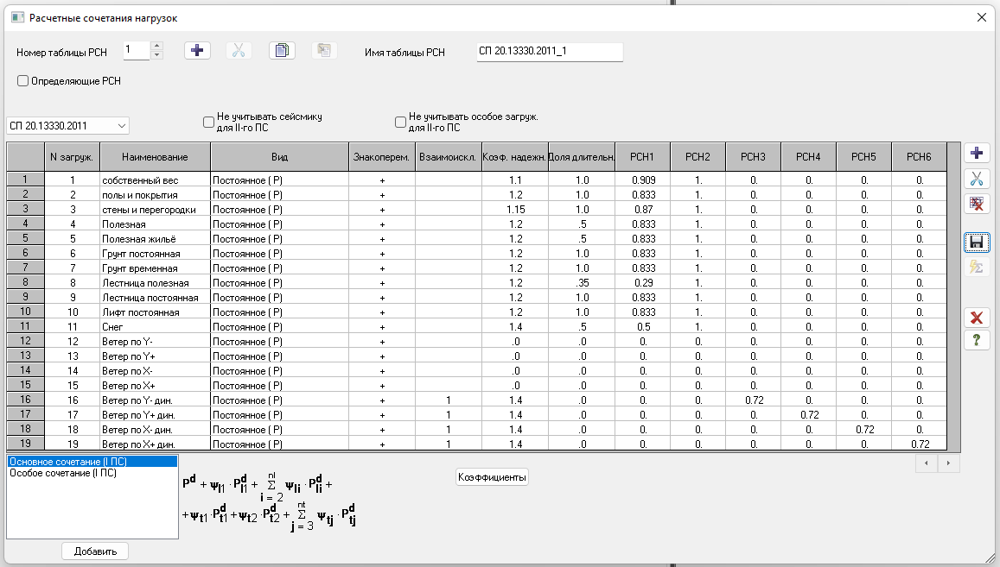 Расчетные сочетания нагрузок
Номер таблицы РСН 1 Имя таблицы РСН СП 20.13330.2011_1
Определяющие РСН
СП 20.13330.2011 Не учитывать сейсмику для II-го ПС Не учитывать особое загруж. для II-го ПС
N загруж. Наименование Вид Знакоперем. Взаимоискл. Коэф. надежн. Доля длительн. РСН1 РСН2 РСН3 РСН4 РСН5 РСН6
1 1 собственный вес Постоянное ( P) + 1.1 1.0 0.909 1. 0. 0. 0. 0.
2 2 полы и покрытия Постоянное ( P) + 1.2 1.0 0.833 1. 0. 0. 0. 0.
3 3 стены и перегородки Постоянное ( P) + 1.15 1.0 0.87 1. 0. 0. 0. 0.
4 4 Полезная Постоянное ( P) + 1.2 .5 0.833 1. 0. 0. 0. 0.
5 5 Полезная жильё Постоянное ( P) + 1.2 .5 0.833 1. 0. 0. 0. 0.
6 6 Грунт постоянная Постоянное ( P) + 1.2 1.0 0.833 1. 0. 0. 0. 0.
7 7 Грунт временная Постоянное ( P) + 1.2 1.0 0.833 1. 0. 0. 0. 0.
8 8 Лестница полезная Постоянное ( P) + 1.2 .35 0.29 1. 0. 0. 0. 0.
9 9 Лестница постоянная Постоянное ( P) + 1.2 1.0 0.833 1. 0. 0. 0. 0.
10 10 Лифт постоянная Постоянное ( P) + 1.2 1.0 0.833 1. 0. 0. 0. 0.
11 11 Снег Постоянное ( P) + 1.4 .5 0.5 1. 0. 0. 0. 0.
12 12 Ветер по Y- Постоянное ( P) + .0 .0 0. 0. 0. 0. 0. 0.
13 13 Ветер по Y+ Постоянное ( P) + .0 .0 0. 0. 0. 0. 0. 0.
14 14 Ветер по X- Постоянное ( P) + .0 .0 0. 0. 0. 0. 0. 0.
15 15 Ветер по X+ Постоянное ( P) + .0 .0 0. 0. 0. 0. 0. 0.
16 16 Ветер по Y- дин. Постоянное ( P) + 1 1.4 .0 0. 0. 0.72 0. 0. 0.
17 17 Ветер по Y+ дин. Постоянное ( P) + 1 1.4 .0 0. 0. 0. 0.72 0. 0.
18 18 Ветер по X- дин. Постоянное ( P) + 1 1.4 .0 0. 0. 0. 0. 0.72 0.
19 19 Ветер по X+ дин. Постоянное ( P) + 1 1.4 .0 0. 0. 0. 0. 0. 0.72
Основное сочетание (I ПС)
Особое сочетание (I ПС)
P^d + ψ_l1 · P^d_l1 + Σ^nl_i = 2 ψ_li · P^d_li +
+ ψ_t1 · P^d_t1 + ψ_t2 · P^d_t2 + Σ^nt_j = 3 ψ_tj · P^d_tj
Коэффициенты
Добавить